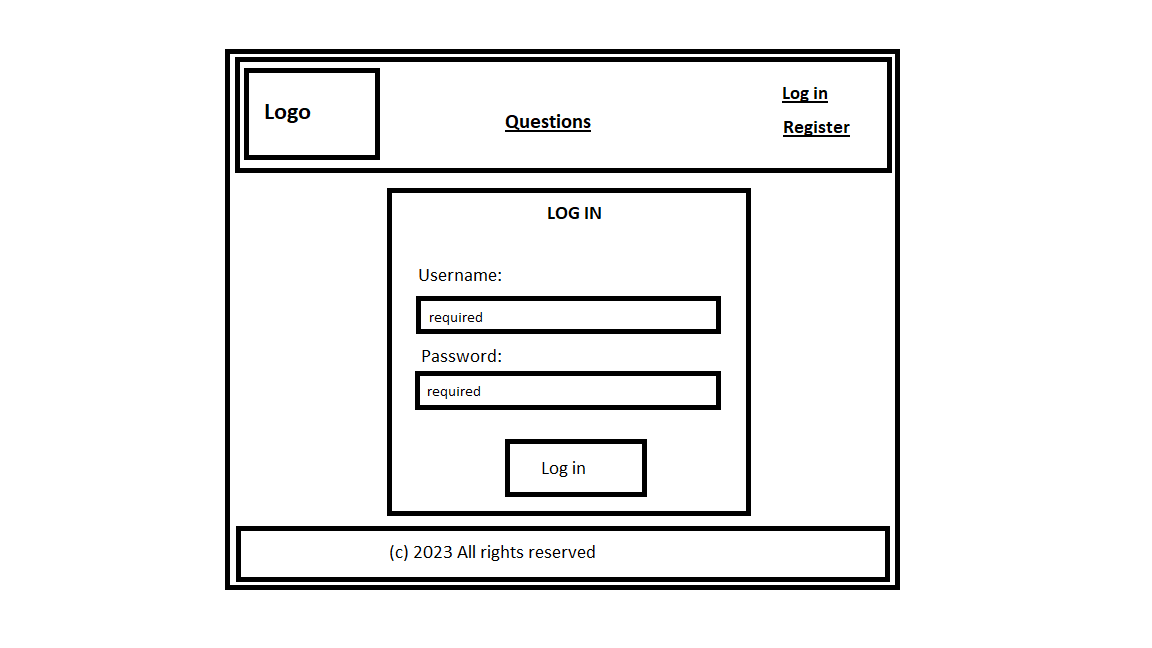 Logo
Questions
Log in
Register
LOG IN
Username:
required
Password:
required
Log in
(c) 2023 All rights reserved